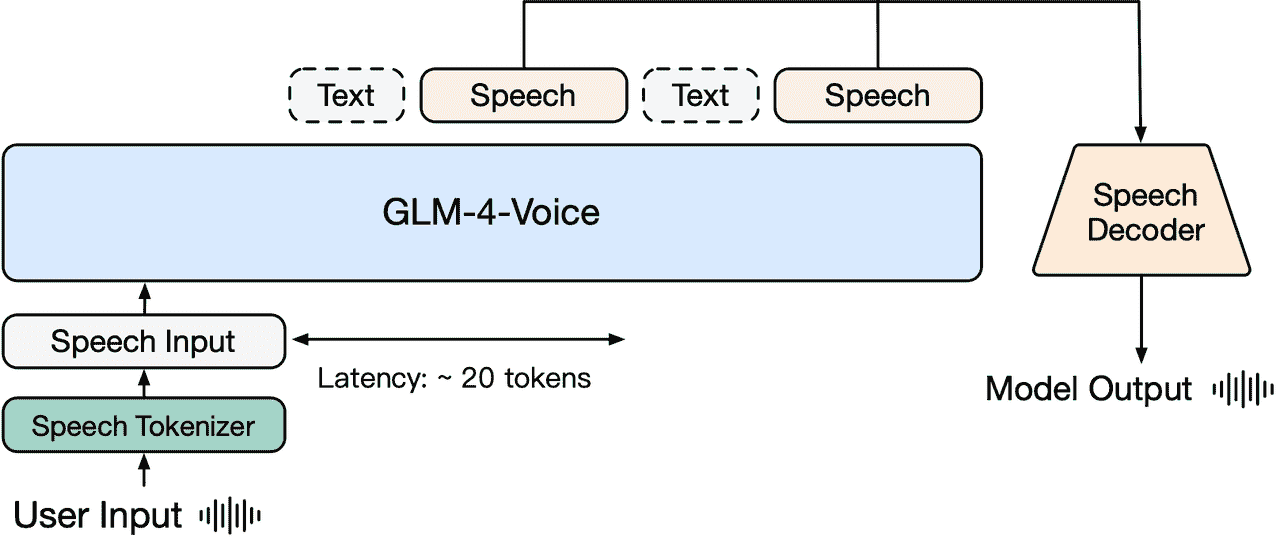 Text
Speech
Text
Speech
GLM-4-Voice
Speech
Decoder
Speech Input
Latency: ~ 20 tokens
Model Output
Speech Tokenizer
User Input